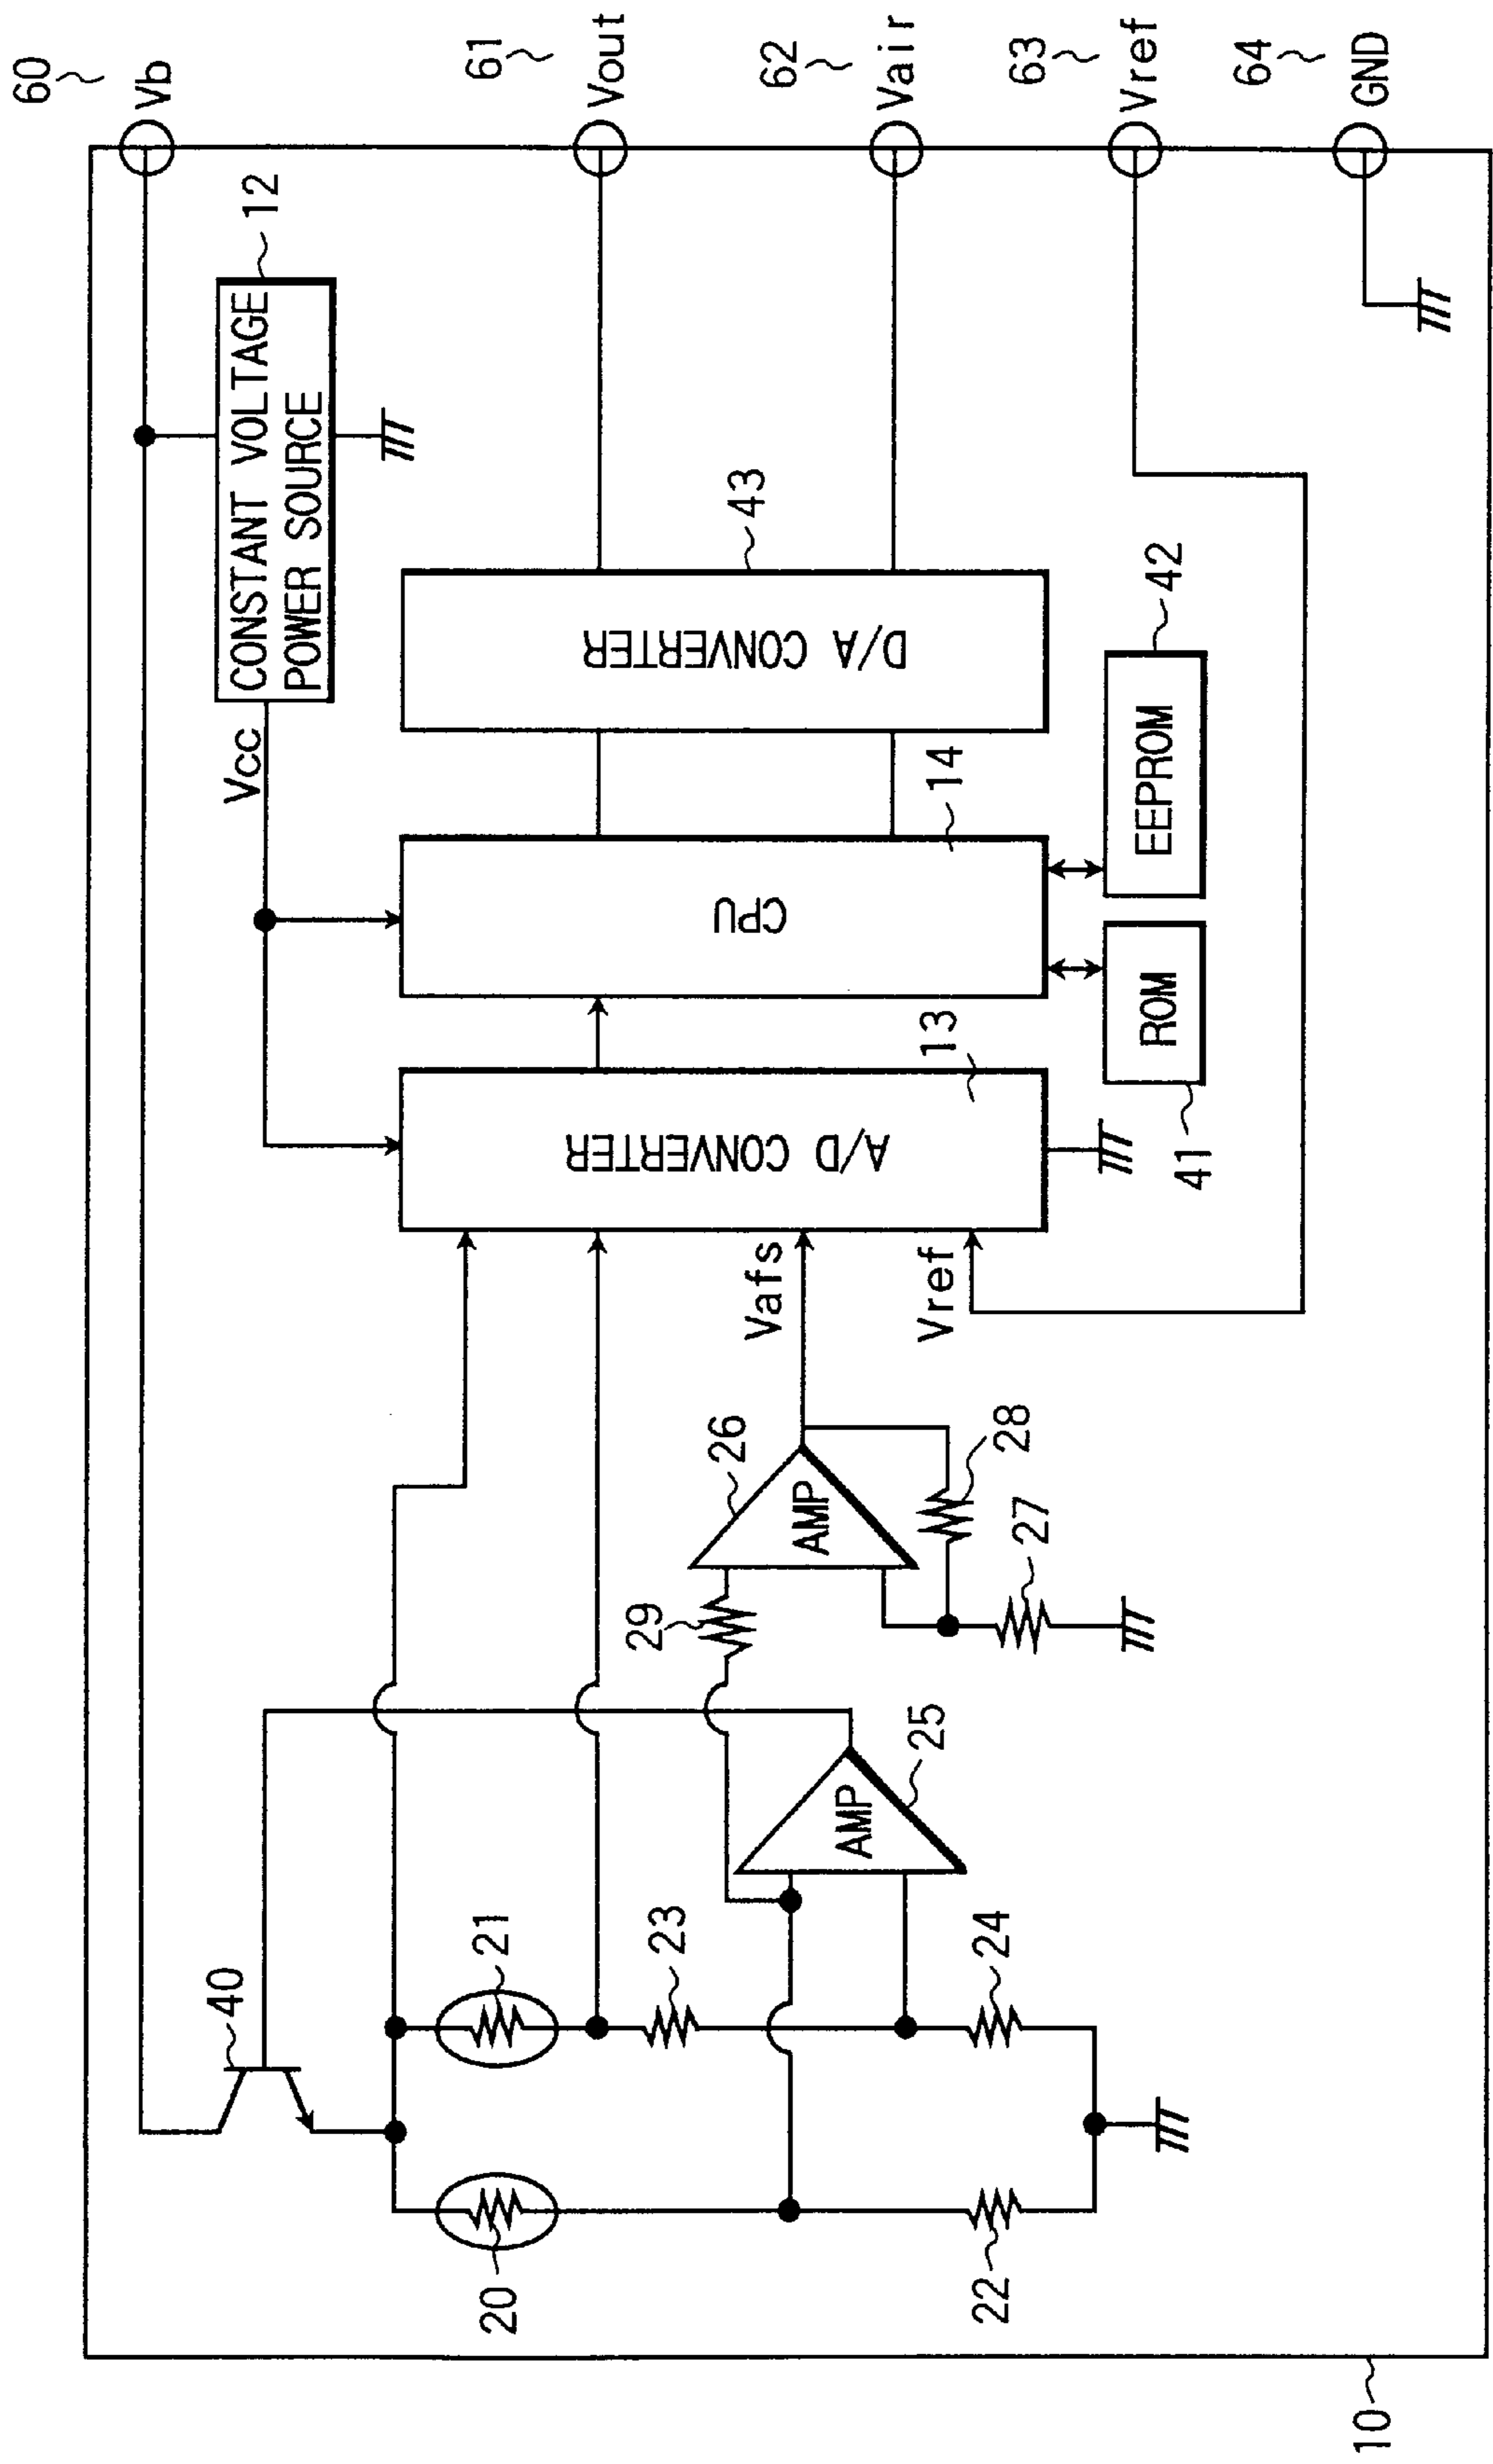 60
Vb
61
Vout
62
Vair
63
Vref
64
GND
12
CONSTANT VOLTAGE
POWER SOURCE
Vcc
43
D/A CONVERTER
14
CPU
42
EEPROM
41
ROM
13
A/D CONVERTER
Vafs
Vref
26
AMP
28
27
29
25
AMP
40
21
23
24
20
22
10